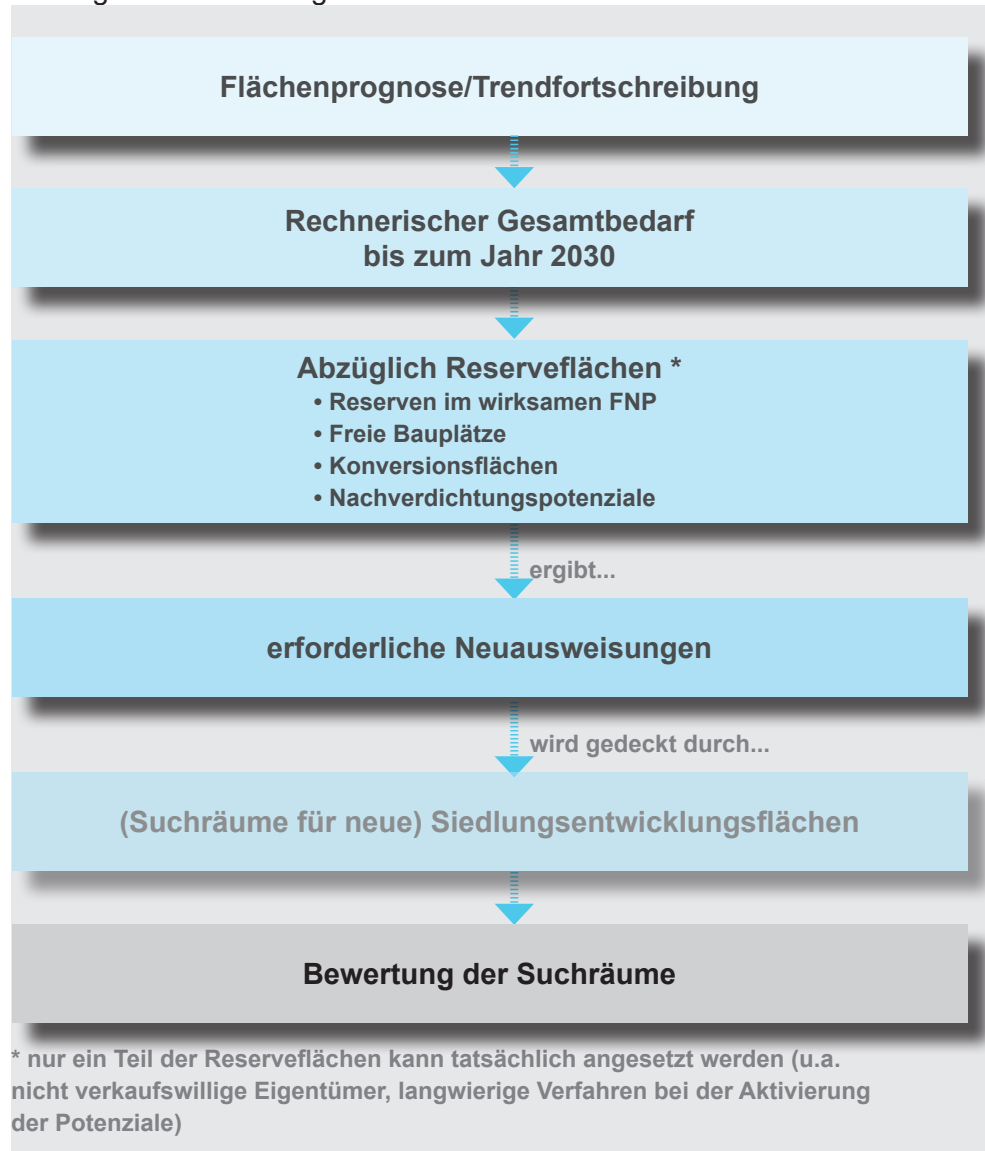 Flächenprognose/Trendfortschreibung
Rechnerischer Gesamtbedarf
bis zum Jahr 2030
Abzüglich Reserveflächen *
• Reserven im wirksamen FNP
• Freie Bauplätze
• Konversionsflächen
• Nachverdichtungspotenziale
ergibt...
erforderliche Neuausweisungen
wird gedeckt durch...
(Suchräume für neue) Siedlungsentwicklungsflächen
Bewertung der Suchräume
* nur ein Teil der Reserveflächen kann tatsächlich angesetzt werden (u.a.
nicht verkaufswillige Eigentümer, langwierige Verfahren bei der Aktivierung
der Potenziale)